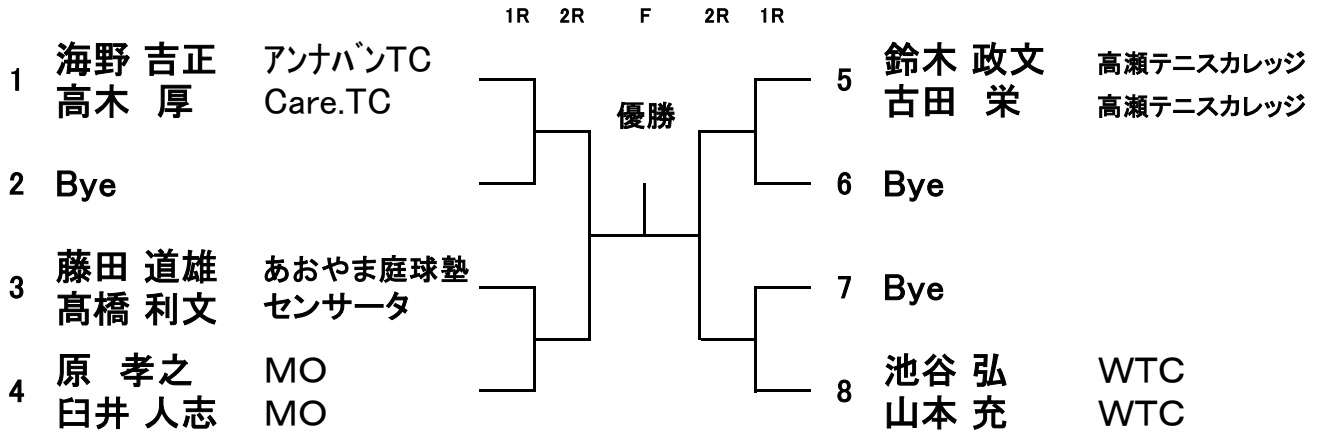 1R 2R F 2R 1R
優勝
1 海野 吉正 アンナバンTC
高木 厚 Care.TC
2 Bye
3 藤田 道雄 あおやま庭球塾
髙橋 利文 センサータ
4 原 孝之 MO
臼井 人志 MO
5 鈴木 政文 高瀬テニスカレッジ
古田 栄 高瀬テニスカレッジ
6 Bye
7 Bye
8 池谷 弘 WTC
山本 充 WTC